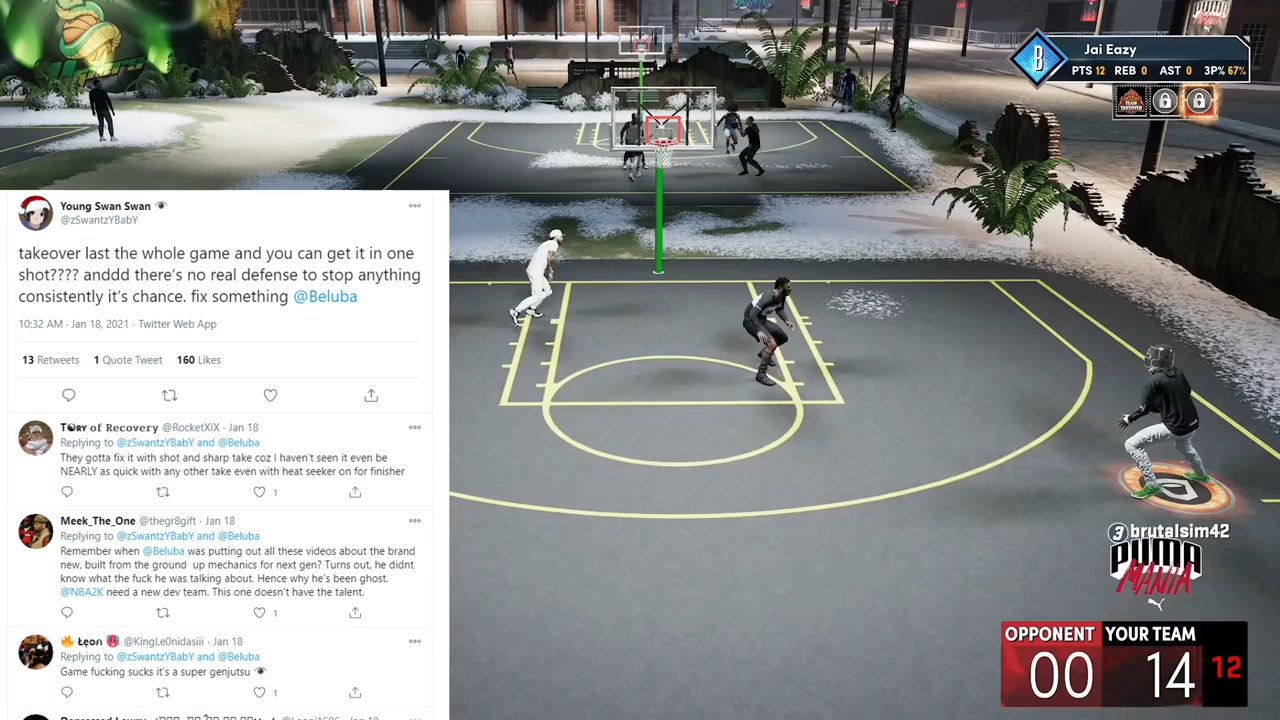 PUMA
MANIA
B
Jai Eazy
PTS 12 REB 0 AST 0 3P% 67%
TEAM
TAKEOVER
Young Swan Swan
@zSwantzYBabY
takeover last the whole game and you can get it in one
shot???? anddd there's no real defense to stop anything
consistently it's chance. fix something @Beluba
10:32 AM · Jan 18, 2021 · Twitter Web App
13 Retweets 1 Quote Tweet 160 Likes
of Recovery @RocketXIX · Jan 18
Replying to @zSwantzYBabY and @Beluba
They gotta fix it with shot and sharp take coz I haven't seen it even be
NEARLY as quick with any other take even with heat seeker on for finisher
1
Meek_The_One @thegr8gift · Jan 18
Replying to @zSwantzYBabY and @Beluba
Remember when @Beluba was putting out all these videos about the brand
new, built from the ground up mechanics for next gen? Turns out, he didnt
know what the fuck he was talking about. Hence why he's been ghost.
@NBA2K need a new dev team. This one doesn't have the talent.
1
🔥 Łęo๓ @KingLe0nidasiii · Jan 18
Replying to @zSwantzYBabY and @Beluba
Game fucking sucks it's a super genjutsu 👁
1
3 brutalsim42
PUMA
MANIA
OPPONENT YOUR TEAM
00 14 12